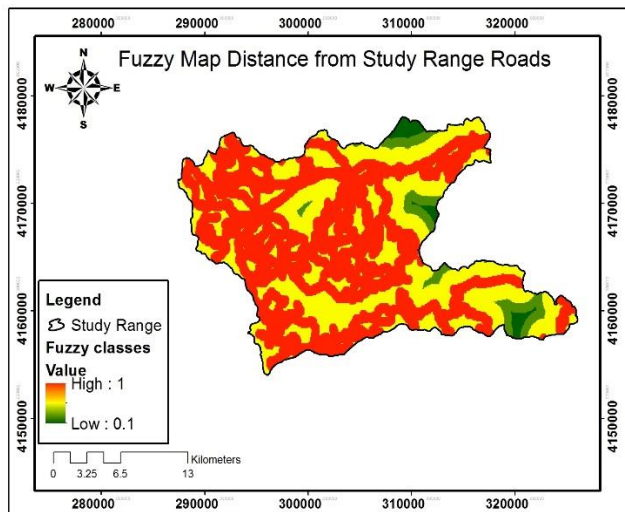 280000 290000 300000 310000 320000
Fuzzy Map Distance from Study Range Roads
N
W E
S
4180000 4180000
4170000 4170000
4160000 4160000
4150000 4150000
Legend
Study Range
Fuzzy classes
Value
High : 1
Low : 0.1
Kilometers
0 3.25 6.5 13
280000 290000 300000 310000 320000